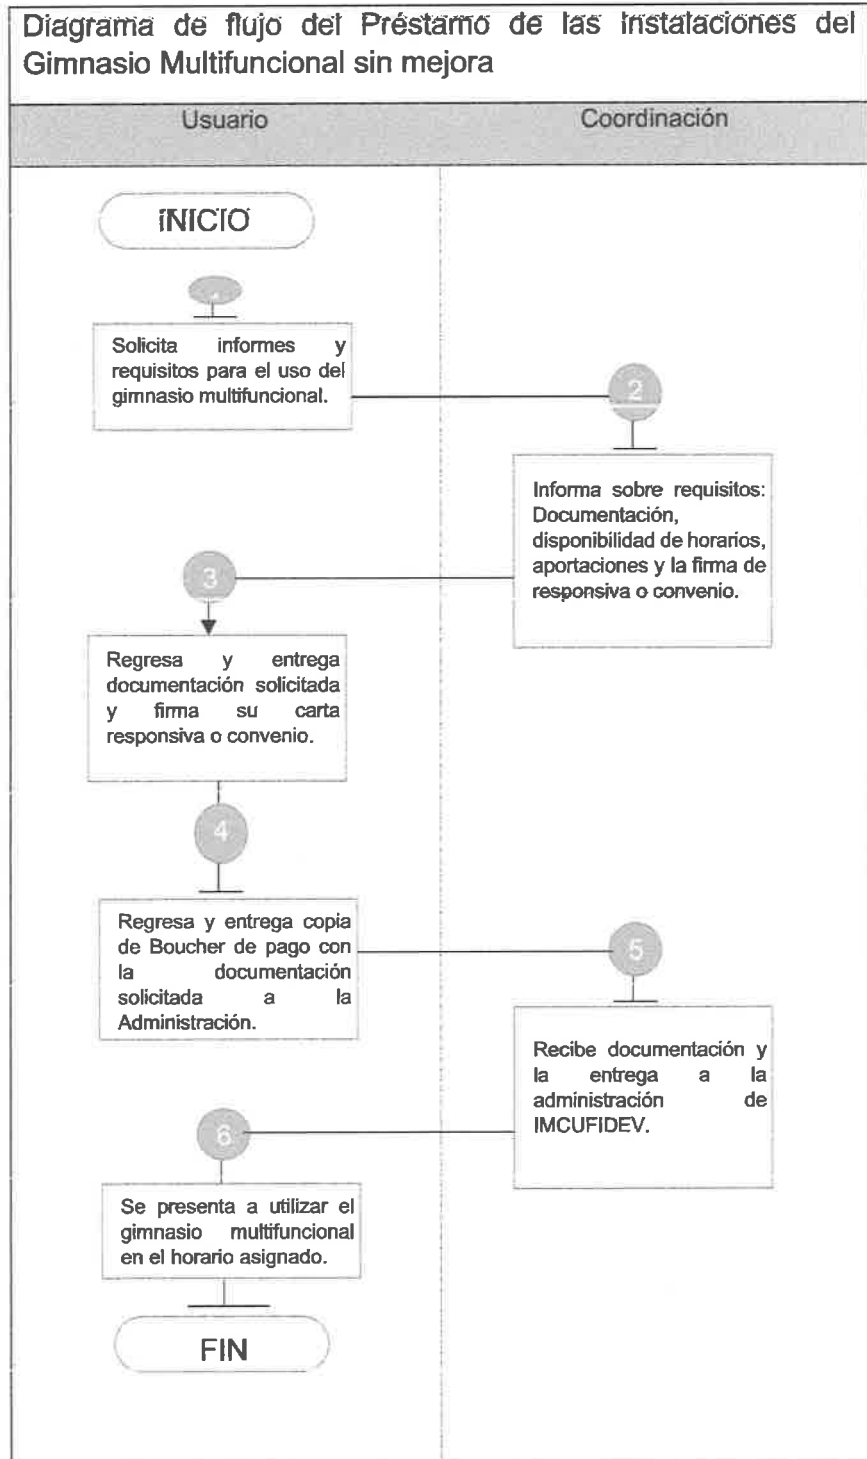 Diagrama de flujo del Préstamo de las Instalaciones del
Gimnasio Multifuncional sin mejora
Usuario
Coordinación
INICIO
Solicita informes y
requisitos para el uso del
gimnasio multifuncional.
2
Informa sobre requisitos:
Documentación,
disponibilidad de horarios,
aportaciones y la firma de
responsiva o convenio.
3
Regresa y entrega
documentación solicitada
y firma su carta
responsiva o convenio.
4
Regresa y entrega copia
de Boucher de pago con
la documentación
solicitada a la
Administración.
5
Recibe documentación y
la entrega a la
administración de
IMCUFIDEV.
6
Se presenta a utilizar el
gimnasio multifuncional
en el horario asignado.
FIN